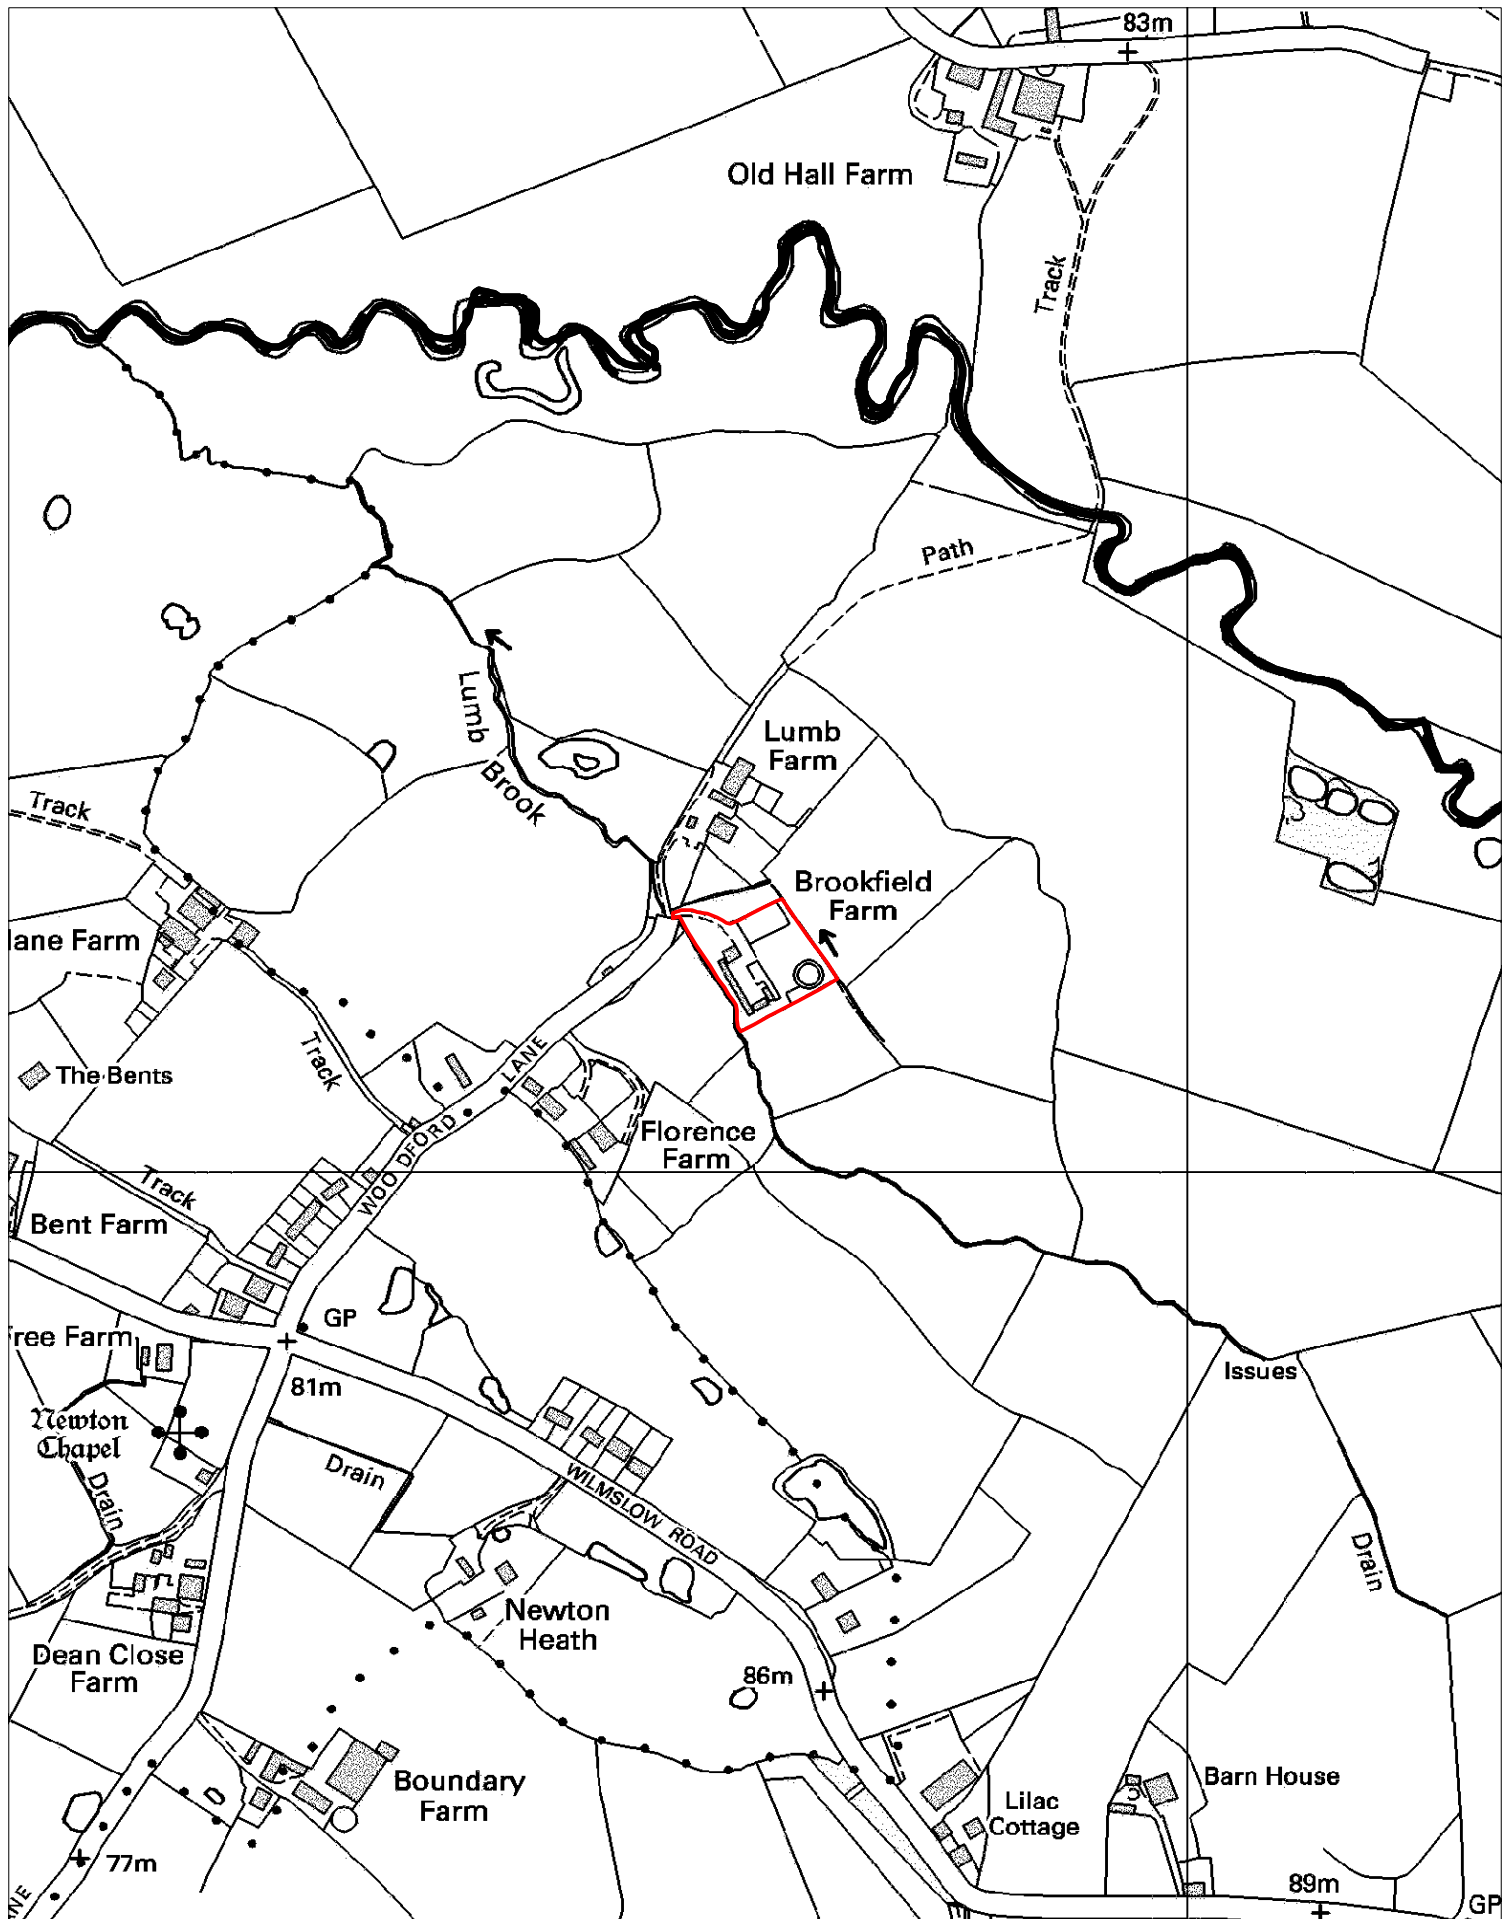 83m
Old Hall Farm
Track
Path
Lumb
Brook
Lumb
Farm
Track
Brookfield
Farm
lane Farm
Track
The Bents
WOODFORD LANE
Florence
Farm
Track
Bent Farm
GP
Free Farm
81m
Issues
Newton
Chapel
Drain
Drain
WILMSLOW ROAD
Drain
Newton
Heath
Dean Close
Farm
86m
Boundary
Farm
Barn House
Lilac
Cottage
77m
89m
GP
NE